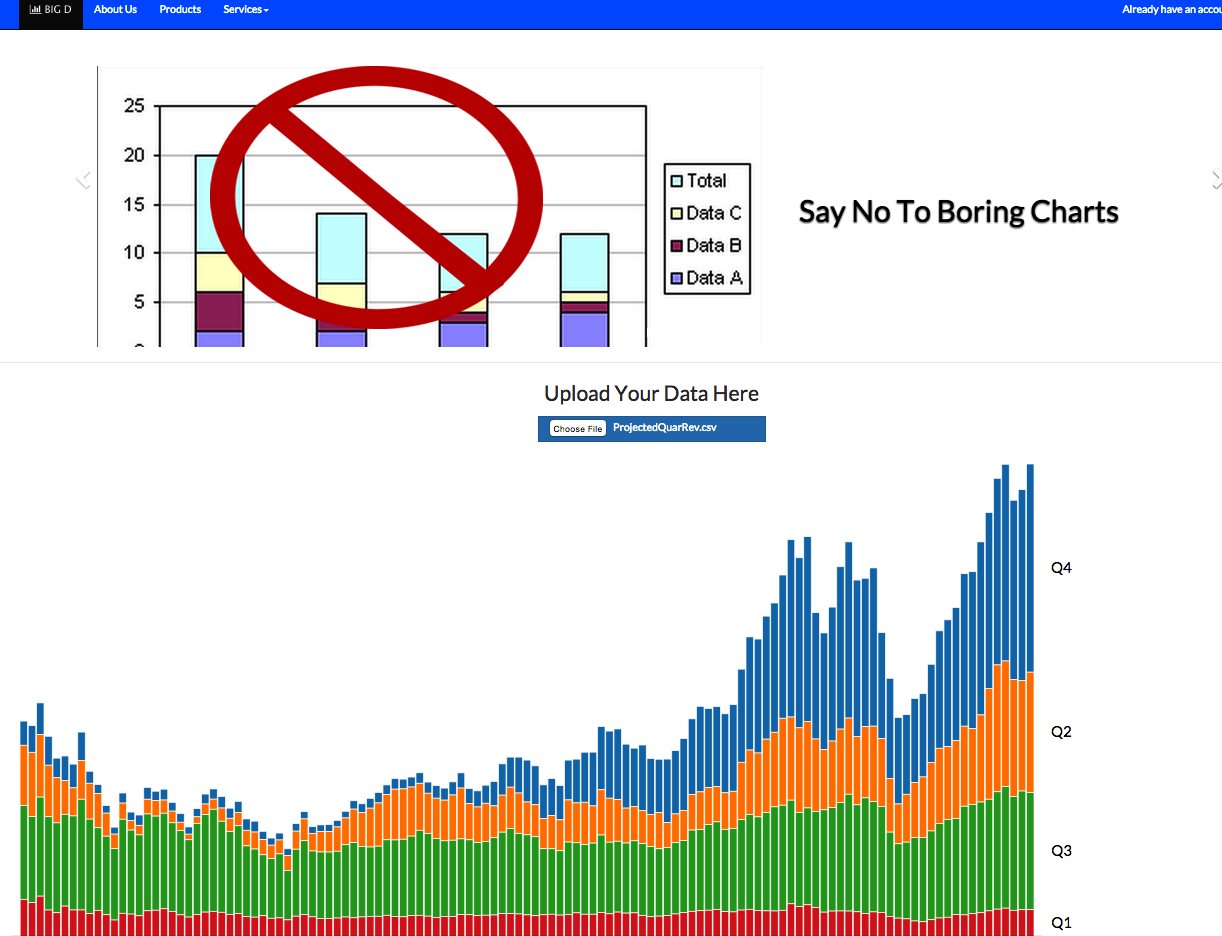 BIG D
About Us
Products
Services
Already have an accou
25
20
15
10
5
Total
Data C
Data B
Data A
Say No To Boring Charts
Upload Your Data Here
Choose File ProjectedQuarRev.csv
Q4
Q2
Q3
Q1